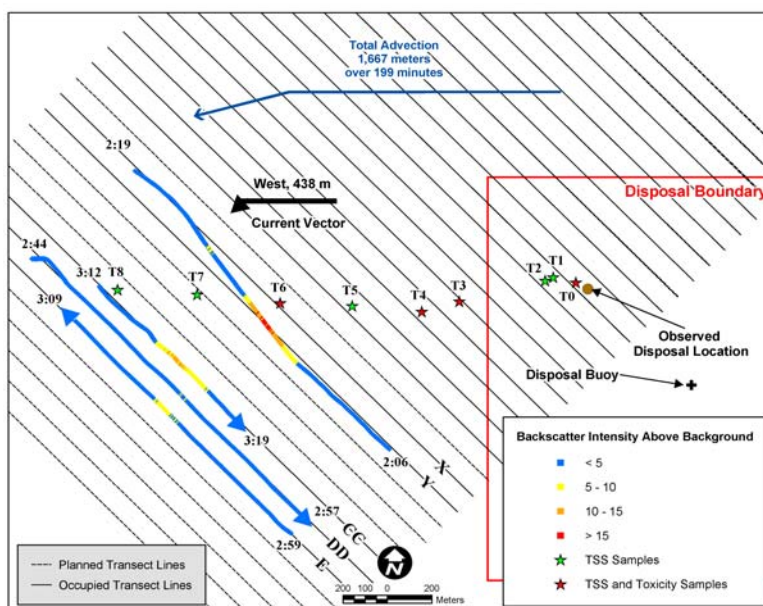 Total Advection
1,667 meters
over 199 minutes
2:19
West, 438 m
Current Vector
Disposal Boundary
2:44
3:12
T8
T7
T6
T5
T4
T3
T2
T1
T0
3:09
Observed
Disposal Location
Disposal Buoy
3:19
2:06
X
Y
2:57
CC
DD
2:59
E
N
Backscatter Intensity Above Background
< 5
5 - 10
10 - 15
> 15
TSS Samples
TSS and Toxicity Samples
Planned Transect Lines
Occupied Transect Lines
200 100 0 200
Meters